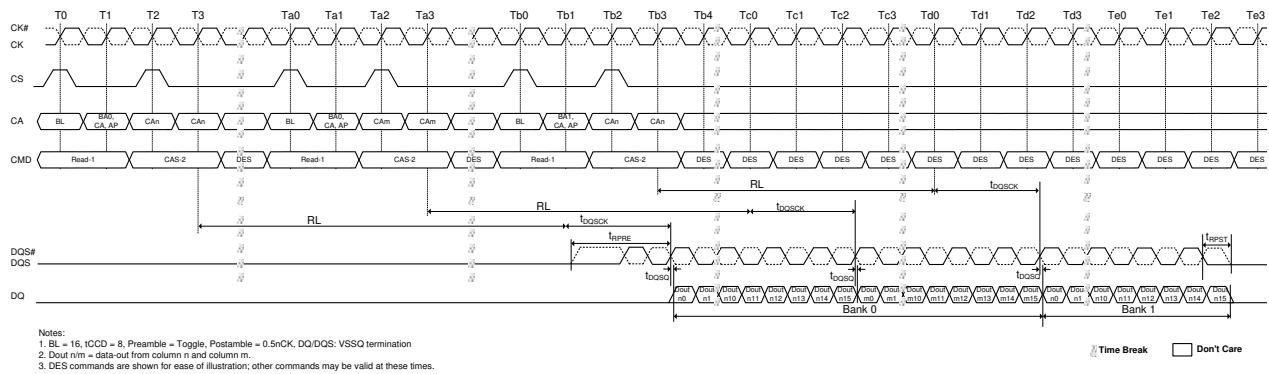 T0 T1 T2 T3 Ta0 Ta1 Ta2 Ta3 Tb0 Tb1 Tb2 Tb3 Tb4 Tc0 Tc1 Tc2 Tc3 Td0 Td1 Td2 Td3 Te0 Te1 Te2 Te3
CK#
CK
CS
CA BL BA0, CA, AP CAn CAn BL BA0, CA, AP CAm CAm BL BA1, CA, AP CAn CAn
CMD Read-1 CAS-2 DES Read-1 CAS-2 DES Read-1 CAS-2 DES DES DES DES DES DES DES DES DES DES DES DES DES
RL tDQSCK
RL tDQSCK
RL tDQSCK
tRPRE
DQS#
DQS
tRPST
tDQSQ tDQSQ tDQSQ
DQ Dout n0 Dout n1 Dout n10 Dout n11 Dout n12 Dout n13 Dout n14 Dout n15 Dout m0 Dout m1 Dout m10 Dout m11 Dout m12 Dout m13 Dout m14 Dout m15 Dout n0 Dout n1 Dout n10 Dout n11 Dout n12 Dout n13 Dout n14 Dout n15
Bank 0 Bank 1
Notes:
1. BL = 16, tCCD = 8, Preamble = Toggle, Postamble = 0.5nCK, DQ/DQS: VSSQ termination
2. Dout n/m = data-out from column n and column m.
3. DES commands are shown for ease of illustration; other commands may be valid at these times.
Time Break Don't Care